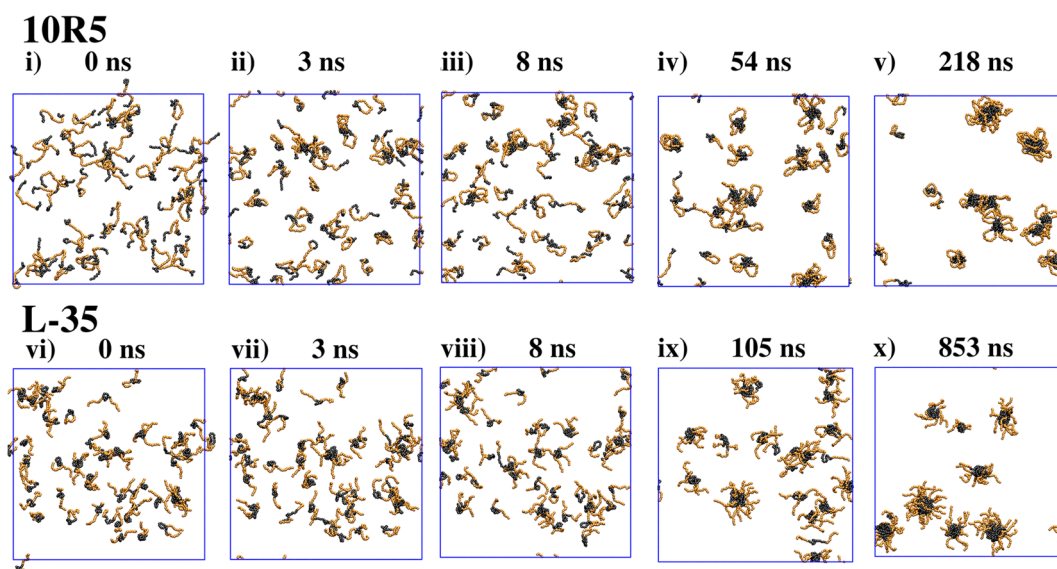 10R5
i) 0 ns ii) 3 ns iii) 8 ns iv) 54 ns v) 218 ns
L-35
vi) 0 ns vii) 3 ns viii) 8 ns ix) 105 ns x) 853 ns